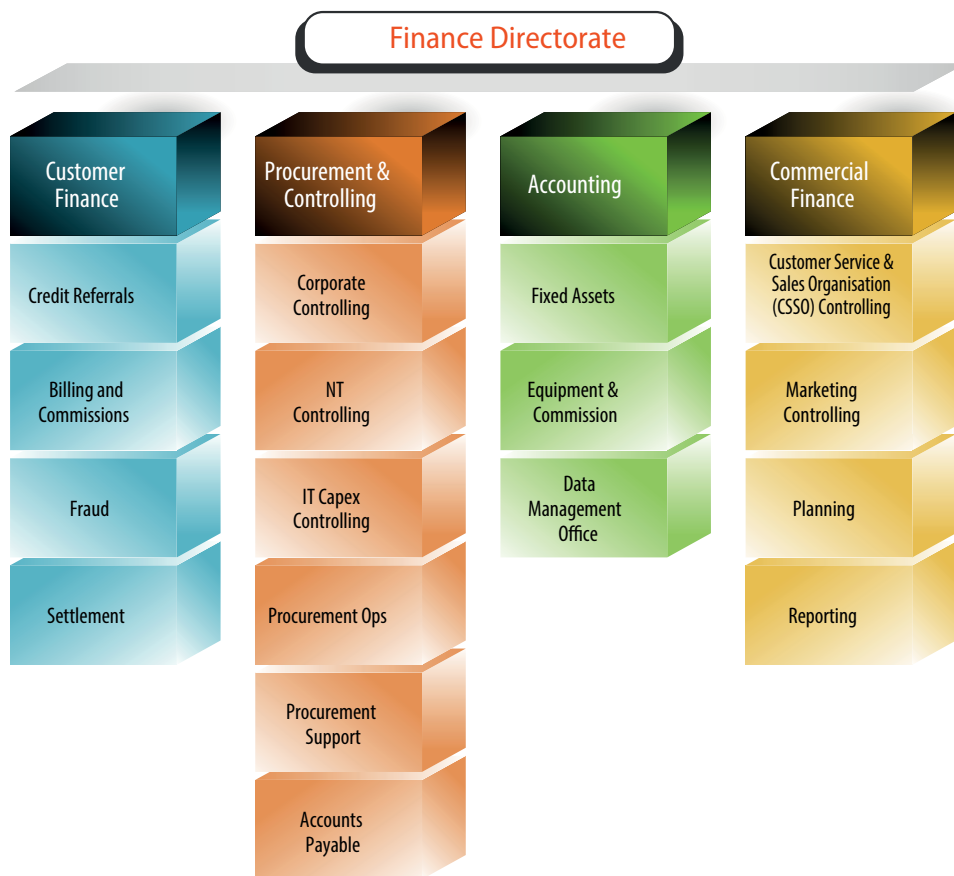 Finance Directorate
Customer
Finance
Credit Referrals
Billing and
Commissions
Fraud
Settlement
Procurement &
Controlling
Corporate
Controlling
NT
Controlling
IT Capex
Controlling
Procurement Ops
Procurement
Support
Accounts
Payable
Accounting
Fixed Assets
Equipment &
Commission
Data
Management
Office
Commercial
Finance
Customer Service &
Sales Organisation
(CSSO) Controlling
Marketing
Controlling
Planning
Reporting